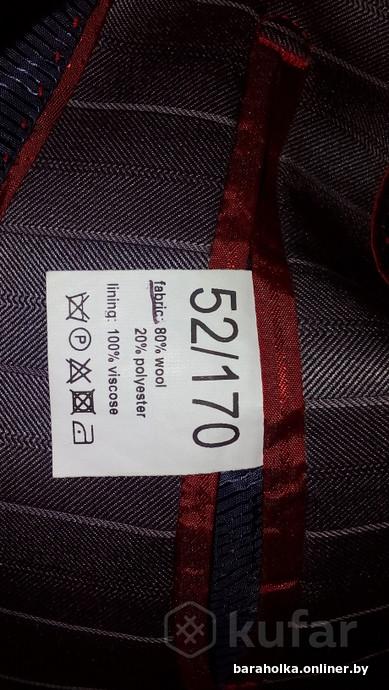 52/170
fabric: 80% wool
20% polyester
lining: 100% viscose
P
kufar
baraholka.onliner.by